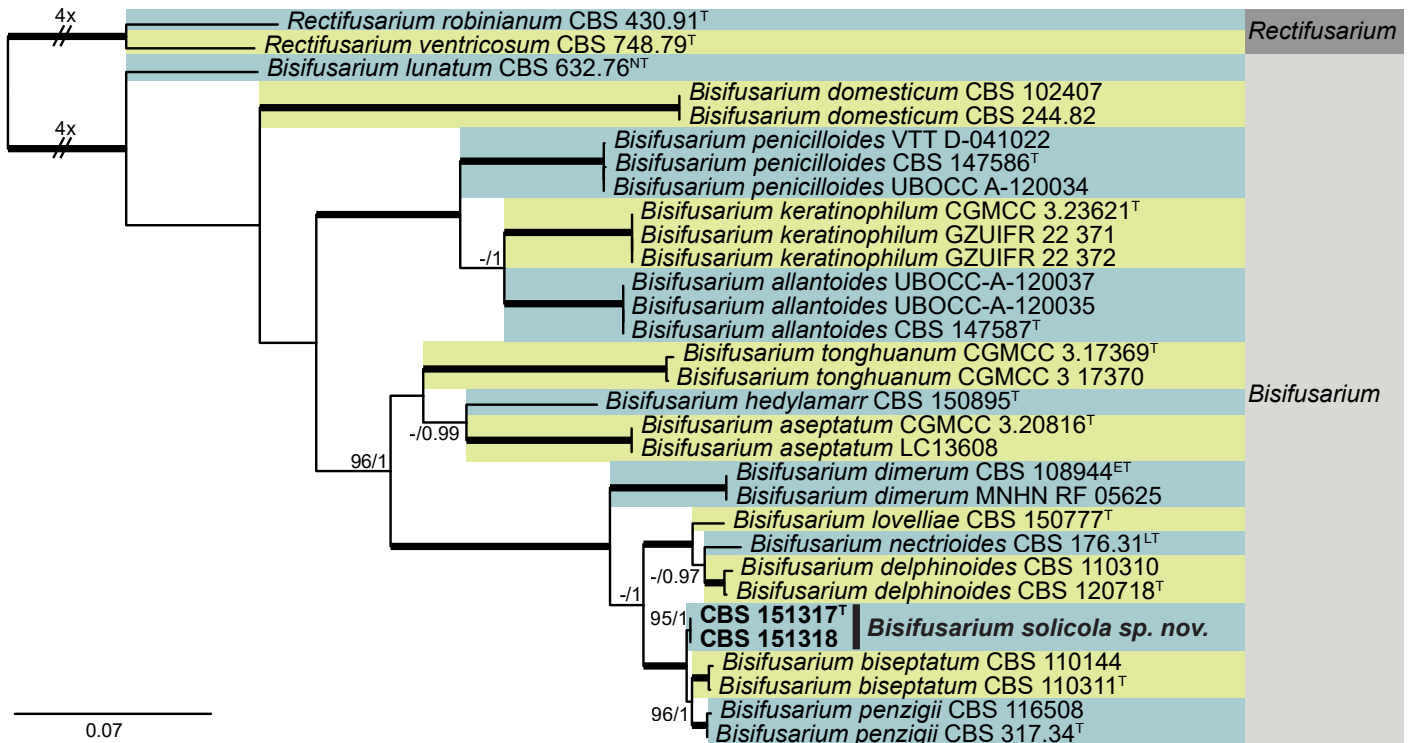 4x
Rectifusarium robinianum CBS 430.91ᵀ
Rectifusarium ventricosum CBS 748.79ᵀ
Rectifusarium
Bisifusarium lunatum CBS 632.76ᴺᵀ
4x
Bisifusarium domesticum CBS 102407
Bisifusarium domesticum CBS 244.82
Bisifusarium penicilloides VTT D-041022
Bisifusarium penicilloides CBS 147586ᵀ
Bisifusarium penicilloides UBOCC A-120034
Bisifusarium keratinophilum CGMCC 3.23621ᵀ
Bisifusarium keratinophilum GZUIFR 22 371
Bisifusarium keratinophilum GZUIFR 22 372
-/1
Bisifusarium allantoides UBOCC-A-120037
Bisifusarium allantoides UBOCC-A-120035
Bisifusarium allantoides CBS 147587ᵀ
Bisifusarium tonghuanum CGMCC 3.17369ᵀ
Bisifusarium tonghuanum CGMCC 3 17370
Bisifusarium hedylamarr CBS 150895ᵀ
Bisifusarium
-/0.99
Bisifusarium aseptatum CGMCC 3.20816ᵀ
Bisifusarium aseptatum LC13608
96/1
Bisifusarium dimerum CBS 108944ᴱᵀ
Bisifusarium dimerum MNHN RF 05625
Bisifusarium lovelliae CBS 150777ᵀ
Bisifusarium nectrioides CBS 176.31ᴸᵀ
-/0.97
Bisifusarium delphinoides CBS 110310
Bisifusarium delphinoides CBS 120718ᵀ
-/1
95/1
CBS 151317ᵀ
CBS 151318
Bisifusarium solicola sp. nov.
Bisifusarium biseptatum CBS 110144
Bisifusarium biseptatum CBS 110311ᵀ
96/1
Bisifusarium penzigii CBS 116508
Bisifusarium penzigii CBS 317.34ᵀ
0.07